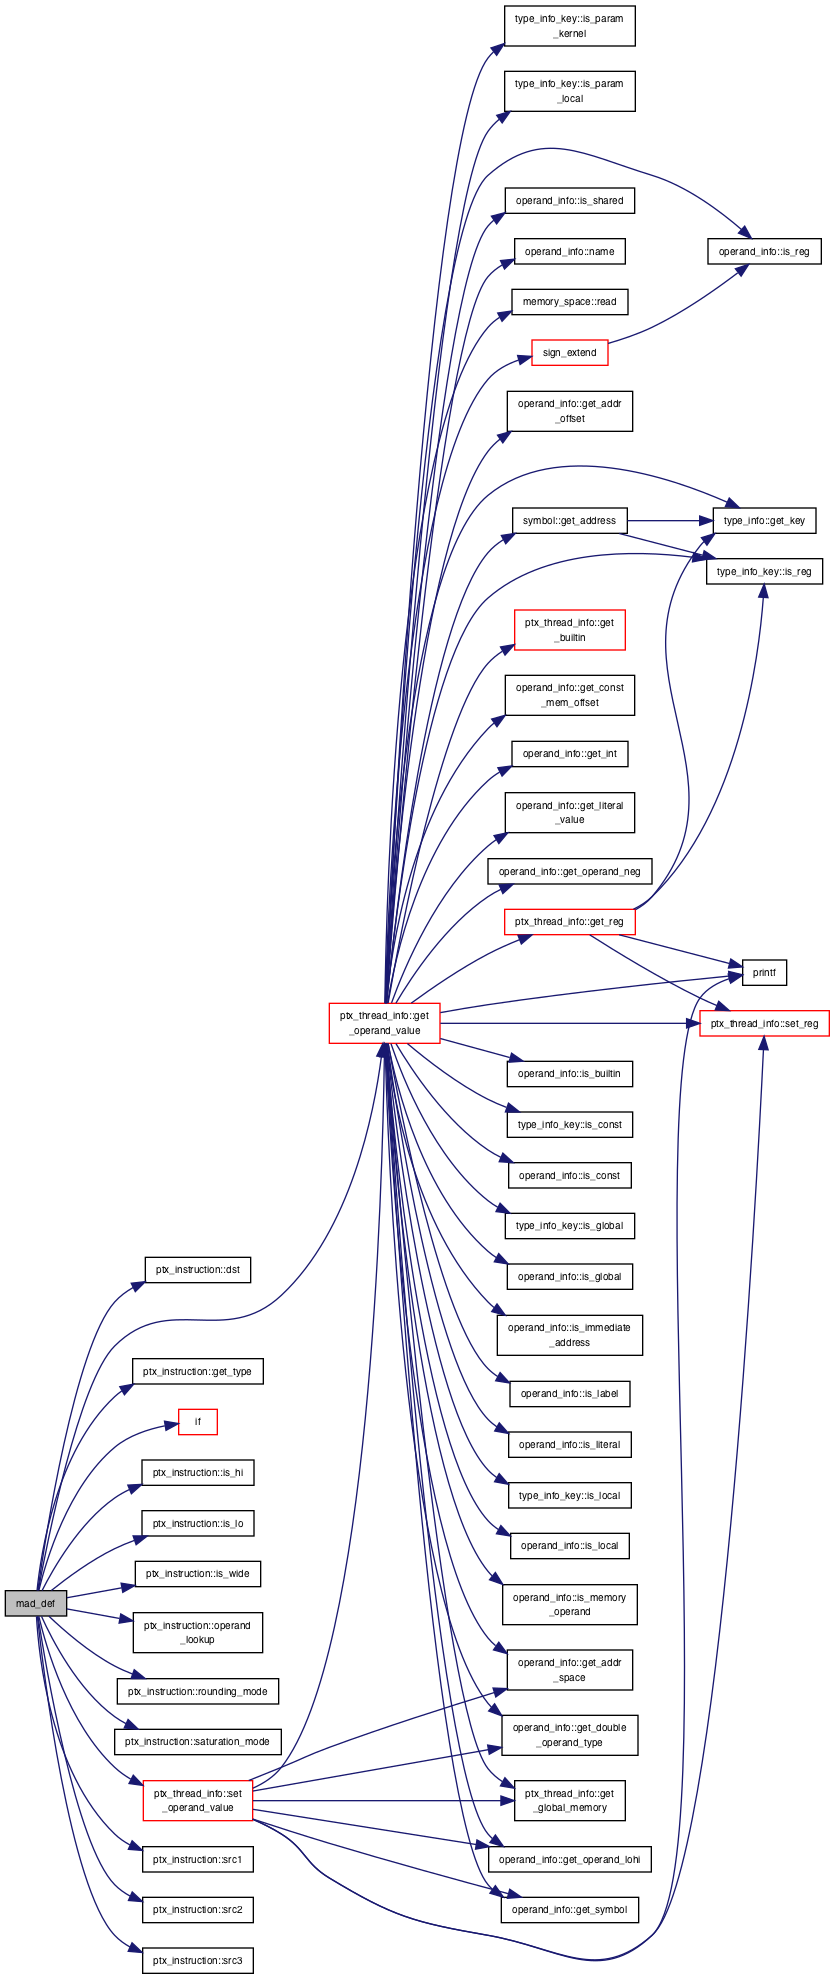 type_info_key::is_param
_kernel
type_info_key::is_param
_local
operand_info::is_shared
operand_info::name
operand_info::is_reg
memory_space::read
sign_extend
operand_info::get_addr
_offset
symbol::get_address
type_info::get_key
type_info_key::is_reg
ptx_thread_info::get
_builtin
operand_info::get_const
_mem_offset
operand_info::get_int
operand_info::get_literal
_value
operand_info::get_operand_neg
ptx_thread_info::get_reg
printf
ptx_thread_info::get
_operand_value
ptx_thread_info::set_reg
operand_info::is_builtin
type_info_key::is_const
operand_info::is_const
type_info_key::is_global
operand_info::is_global
ptx_instruction::dst
operand_info::is_immediate
_address
ptx_instruction::get_type
operand_info::is_label
if
operand_info::is_literal
ptx_instruction::is_hi
type_info_key::is_local
ptx_instruction::is_lo
operand_info::is_local
ptx_instruction::is_wide
mad_def
operand_info::is_memory
_operand
ptx_instruction::operand
_lookup
operand_info::get_addr
_space
ptx_instruction::rounding_mode
ptx_instruction::saturation_mode
operand_info::get_double
_operand_type
ptx_thread_info::set
_operand_value
ptx_thread_info::get
_global_memory
ptx_instruction::src1
operand_info::get_operand_lohi
ptx_instruction::src2
operand_info::get_symbol
ptx_instruction::src3